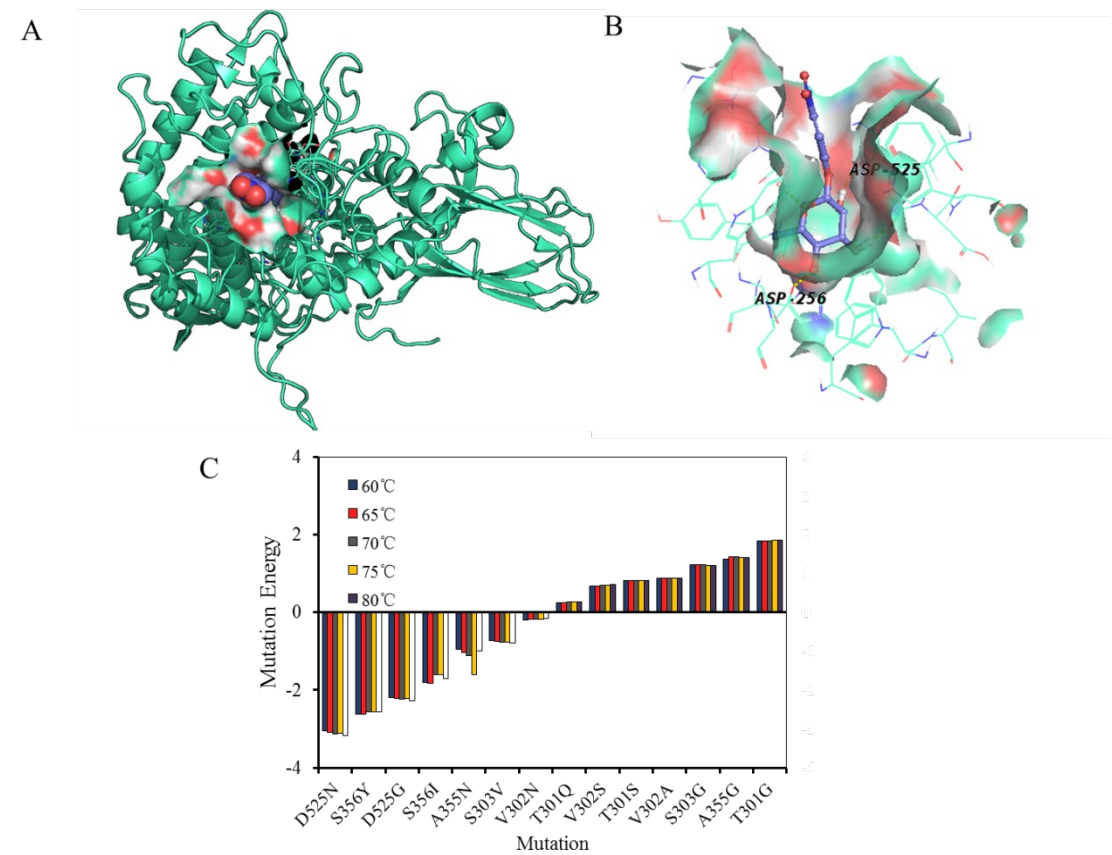 A
B
ASP-525
ASP-256
C
4
2
0
-2
-4
Mutation Energy
60℃
65℃
70℃
75℃
80℃
D525N
S356Y
D525G
S356I
A355N
S303V
V302N
T301Q
V302S
T301S
V302A
S303G
A355G
T301G
Mutation